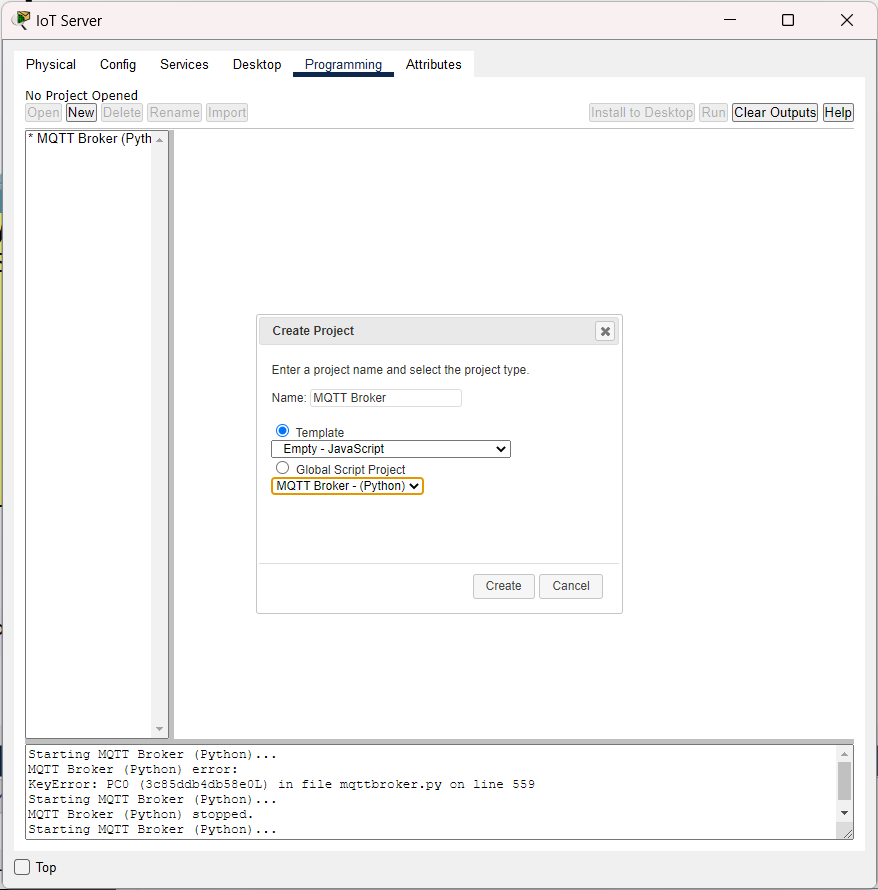 IoT Server
Physical Config Services Desktop Programming Attributes
No Project Opened
Open New Delete Rename Import Install to Desktop Run Clear Outputs Help
* MQTT Broker (Pyth
Create Project
Enter a project name and select the project type.
Name: MQTT Broker
Template
Empty - JavaScript
Global Script Project
MQTT Broker - (Python)
Create Cancel
Starting MQTT Broker (Python)...
MQTT Broker (Python) error:
KeyError: PC0 (3c85ddb4db58e0L) in file mqttbroker.py on line 559
Starting MQTT Broker (Python)...
MQTT Broker (Python) stopped.
Starting MQTT Broker (Python)...
Top